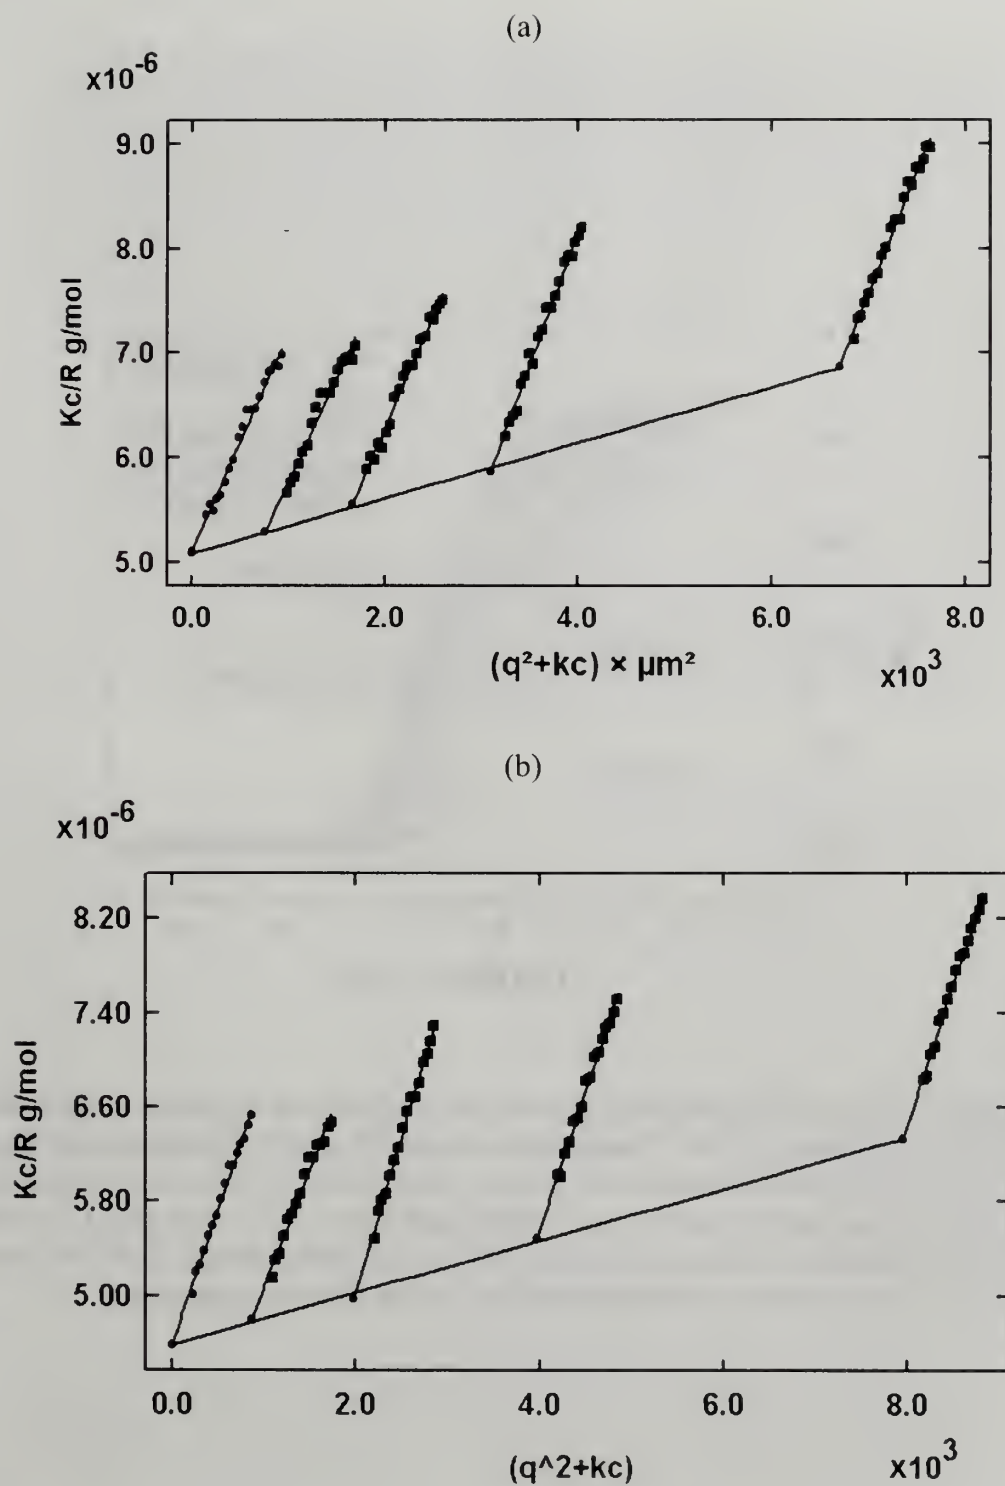 (a)
x10-6
9.0
8.0
7.0
6.0
5.0
Kc/R g/mol
0.0 2.0 4.0 6.0 8.0
(q²+kc) × µm²
x10³
(b)
x10-6
8.20
7.40
6.60
5.80
5.00
Kc/R g/mol
0.0 2.0 4.0 6.0 8.0
(q^2+kc)
x10³